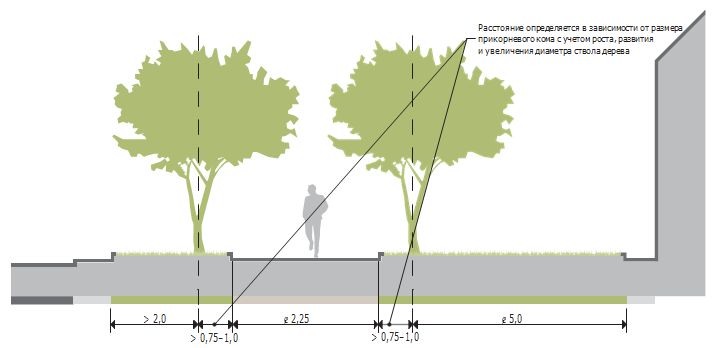 Расстояние определяется в зависимости от размера
прикорневого кома с учетом роста, развития
и увеличения диаметра ствола дерева
> 2,0
> 0,75-1,0
⩽ 2,25
> 0,75-1,0
⩽ 5,0